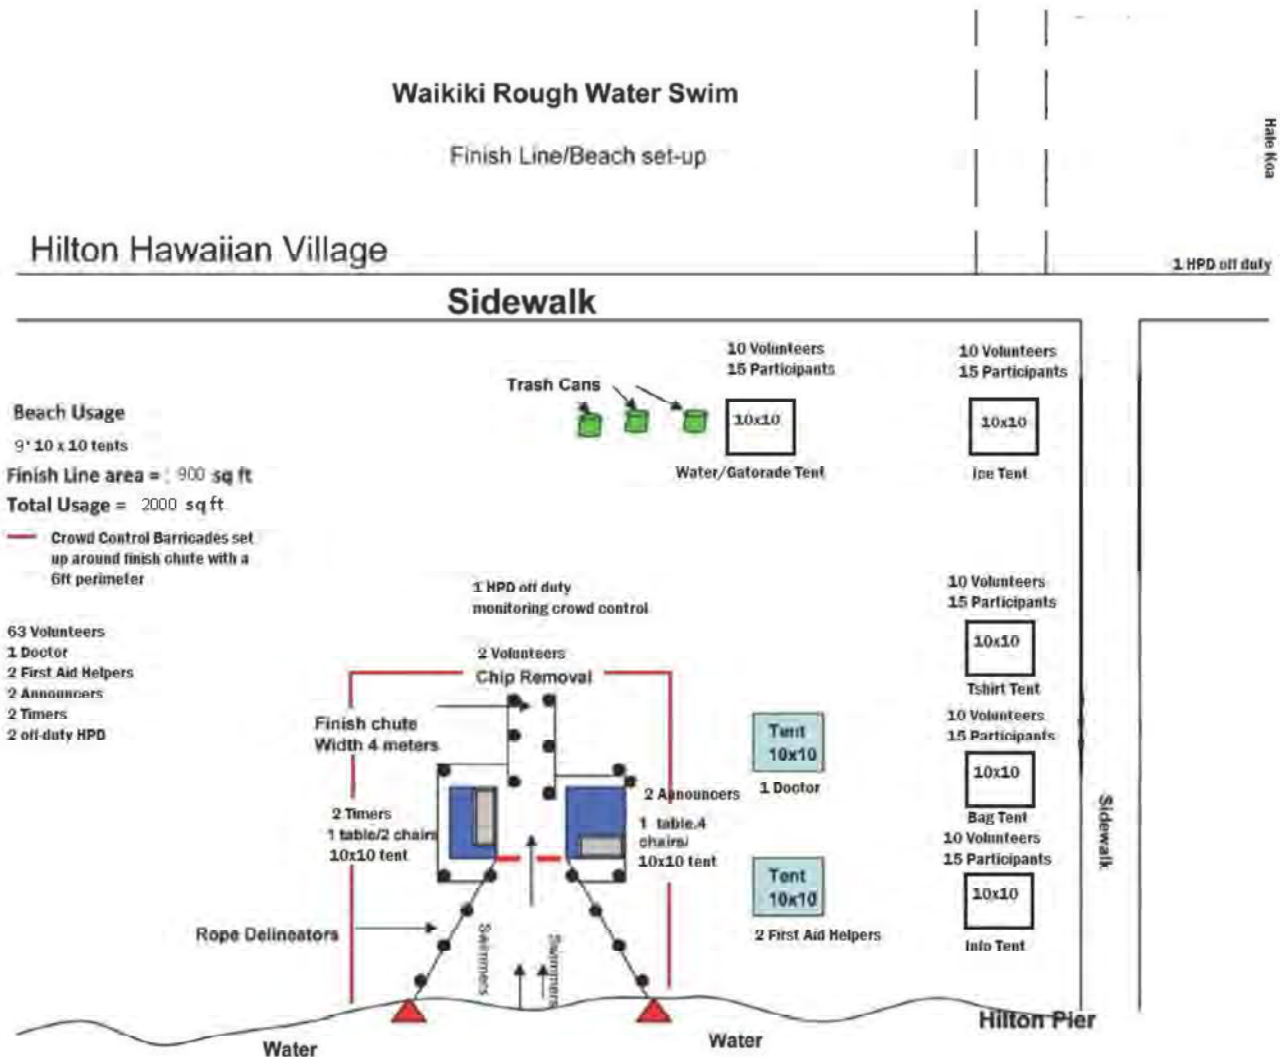 Waikiki Rough Water Swim
Finish Line/Beach set-up
Hale Koa
Hilton Hawaiian Village
1 HPD off duty
Sidewalk
10 Volunteers
15 Participants
10 Volunteers
15 Participants
Trash Cans
10x10
10x10
Water/Gatorade Tent
Ice Tent
Beach Usage
9' 10 x 10 tents
Finish Line area = : 900 sq ft
Total Usage = 2000 sq ft
Crowd Control Barricades set
up around finish chute with a
6ft perimeter
1 HPD off duty
monitoring crowd control
10 Volunteers
15 Participants
10x10
Tshirt Tent
63 Volunteers
1 Doctor
2 First Aid Helpers
2 Announcers
2 Timers
2 off-duty HPD
2 Volunteers
Chip Removal
Finish chute
Width 4 meters
Tent
10x10
1 Doctor
10 Volunteers
15 Participants
10x10
Bag Tent
2 Timers
1 table/2 chairs
10x10 tent
2 Announcers
1 table.4
chairs/
10x10 tent
Sidewalk
10 Volunteers
15 Participants
10x10
Info Tent
Tent
10x10
2 First Aid Helpers
Rope Delineators
Swimmers
Swimmers
Hilton Pier
Water
Water